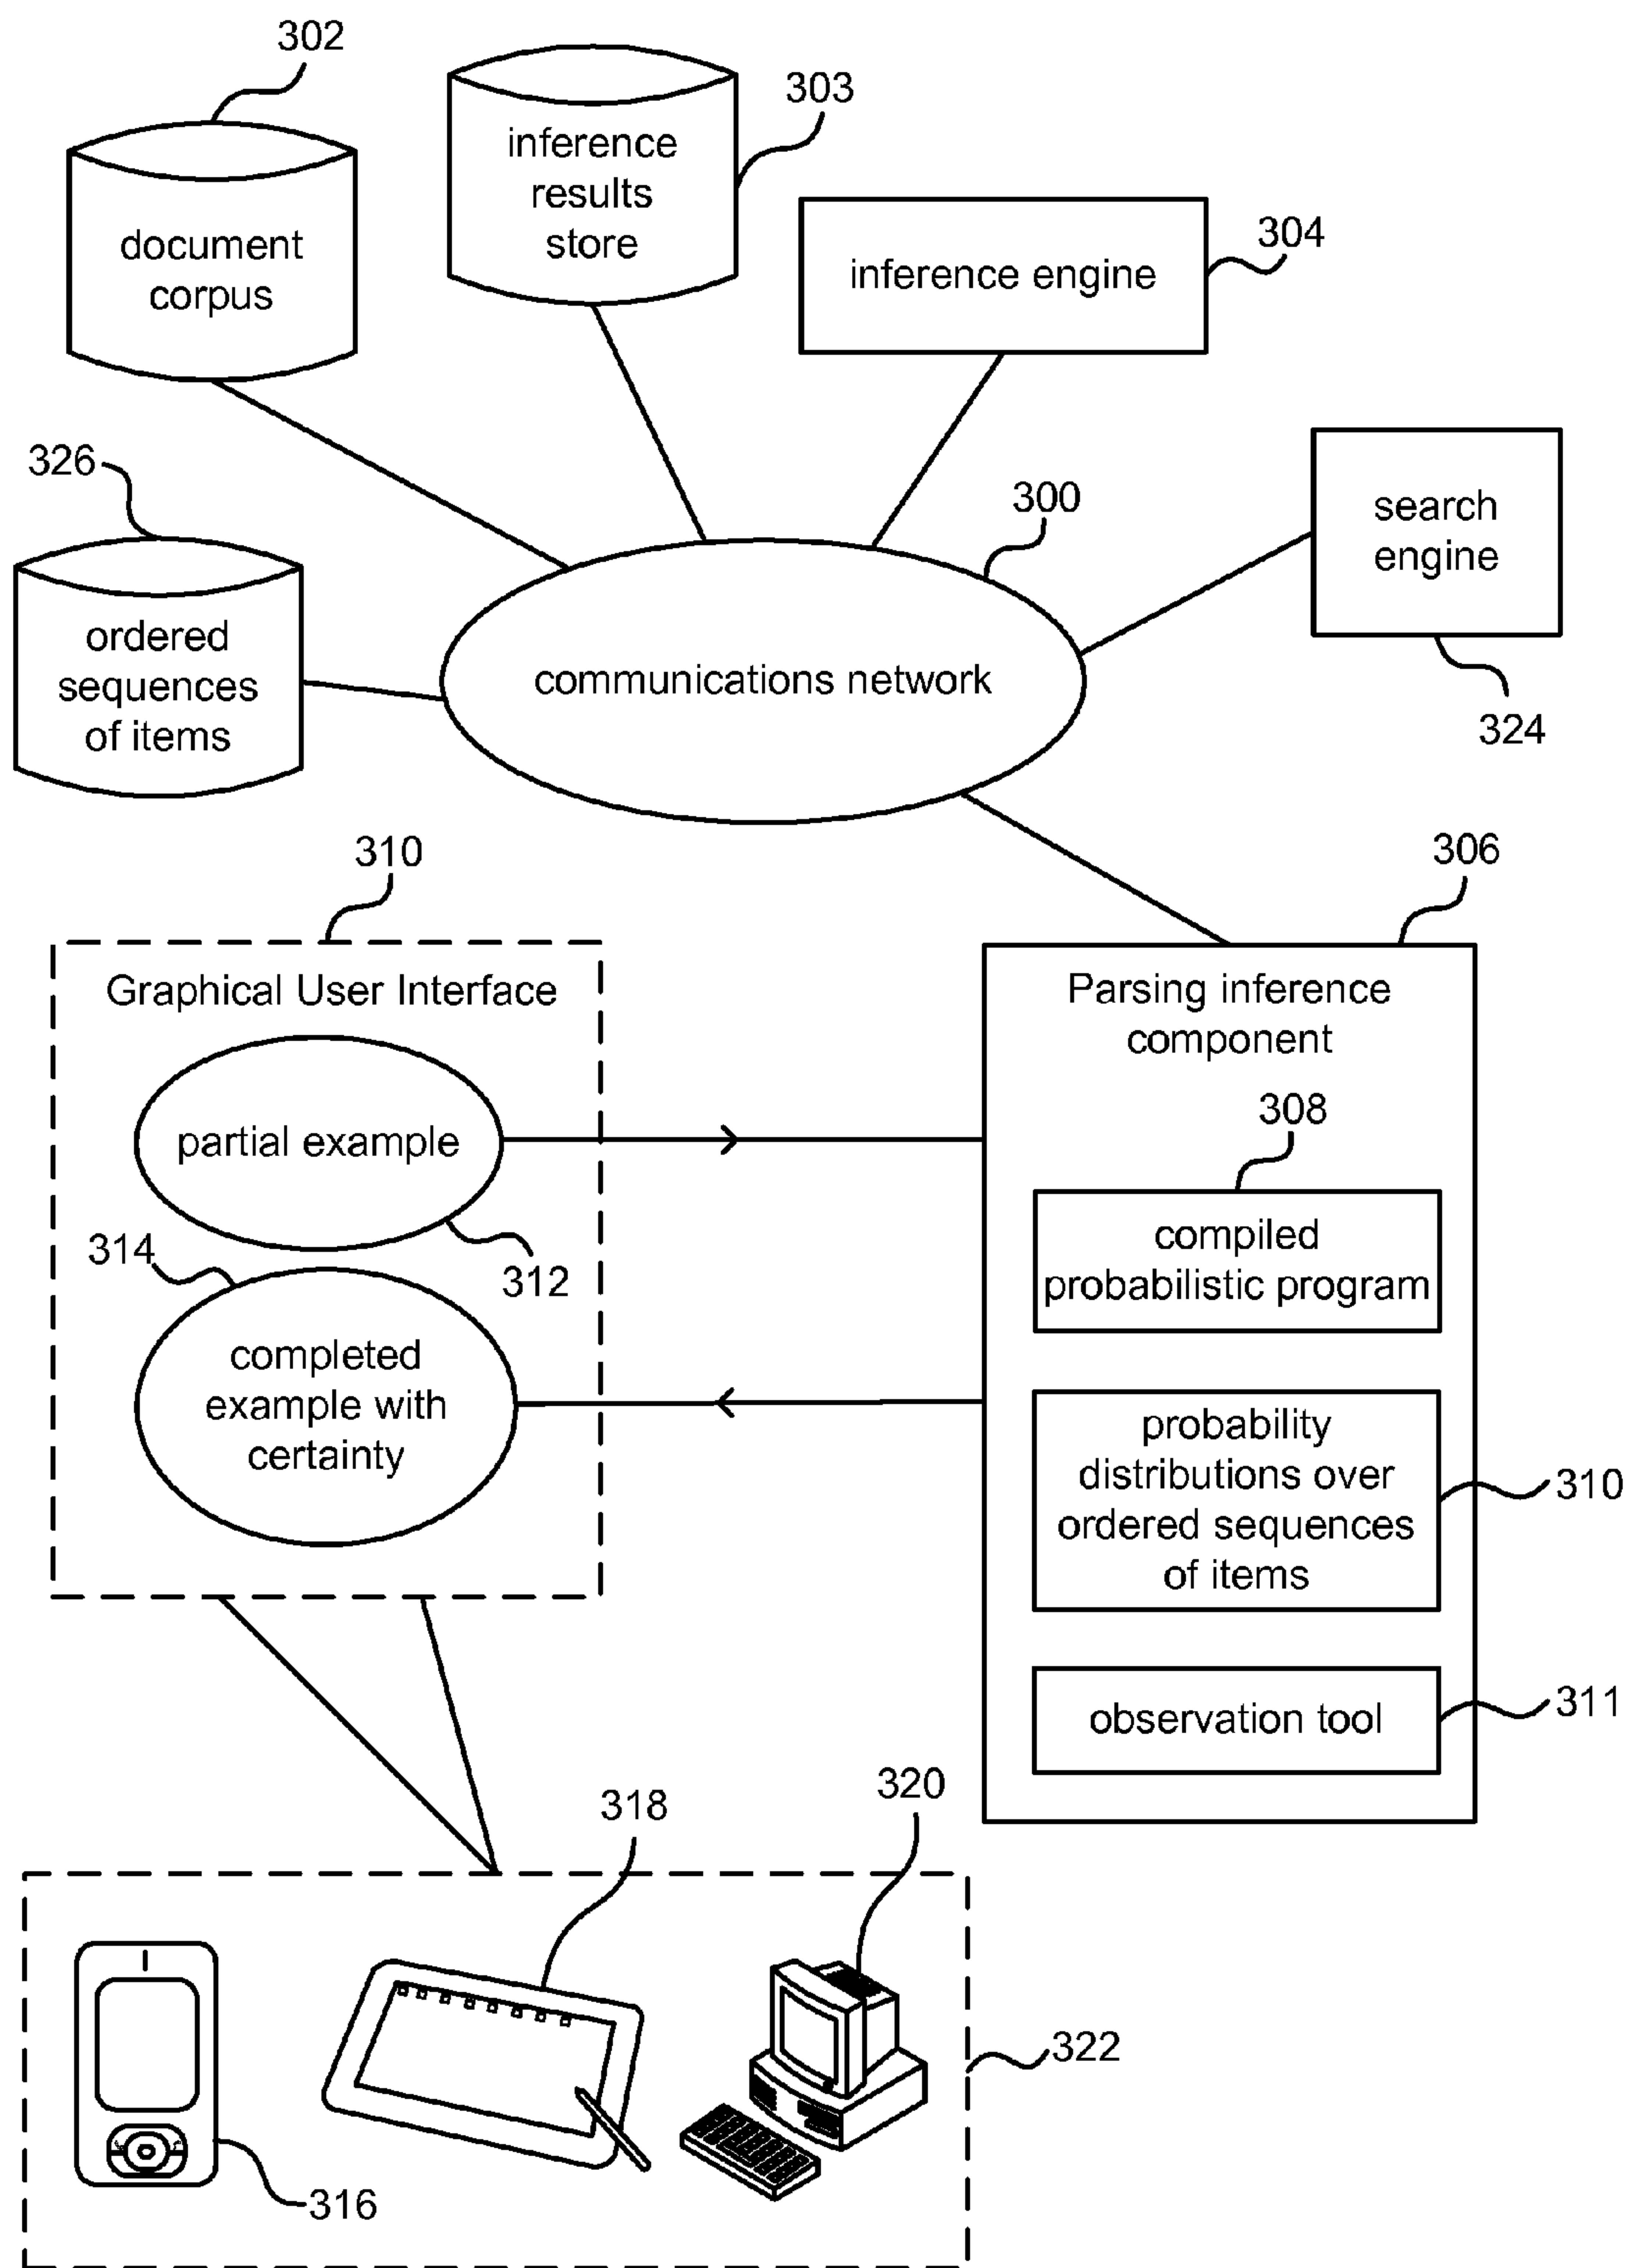 302
303
inference
results
store
document
corpus
304
inference engine
326
300
search
engine
ordered
sequences
of items
communications network
324
310
306
Graphical User Interface
Parsing inference
component
partial example
308
compiled
probabilistic program
314
312
completed
example with
certainty
probability
distributions over
ordered sequences
of items
310
observation tool
311
318
320
322
316